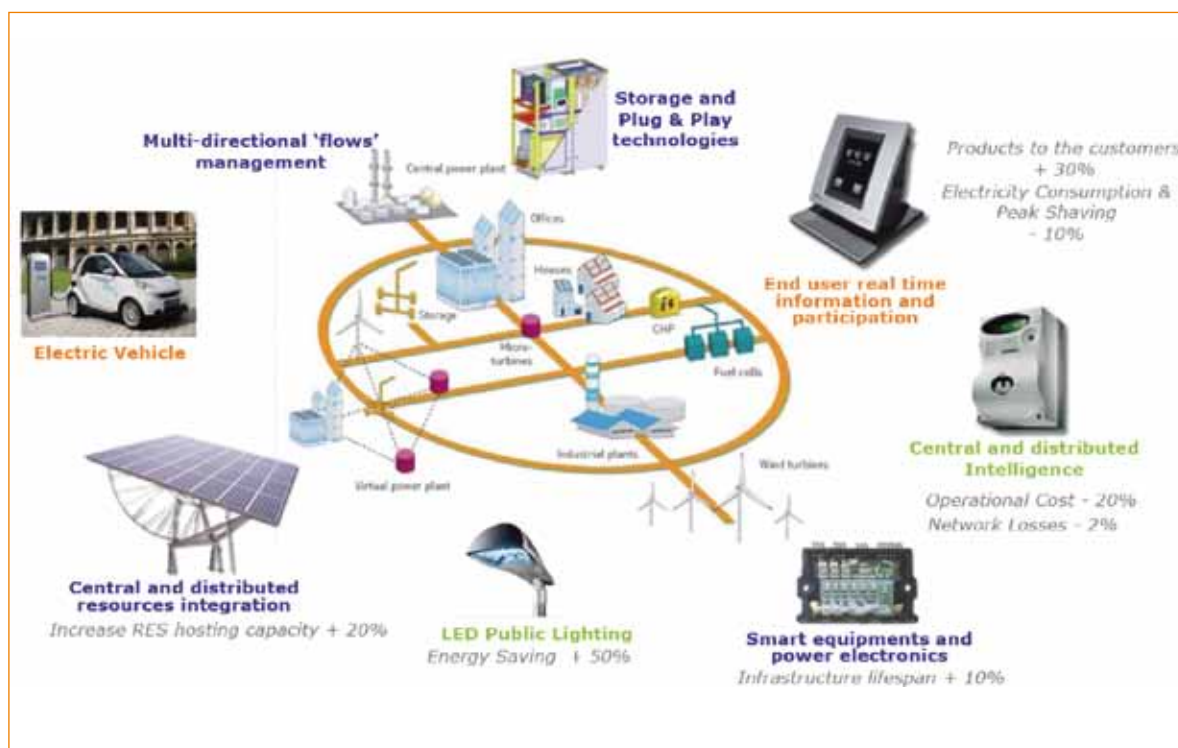 Storage and
Plug & Play
technologies
Multi-directional 'flows'
management
Central power plant
Offices
Houses
Storage
Micro-
turbines
CHP
Fuel cells
Industrial plants
Virtual power plant
Wind turbines
Products to the customers
+ 30%
Electricity Consumption &
Peak Shaving
- 10%
End user real time
information and
participation
Electric Vehicle
Central and distributed
Intelligence
Operational Cost - 20%
Network Losses - 2%
Central and distributed
resources integration
Increase RES hosting capacity + 20%
LED Public Lighting
Energy Saving + 50%
Smart equipments and
power electronics
Infrastructure lifespan + 10%